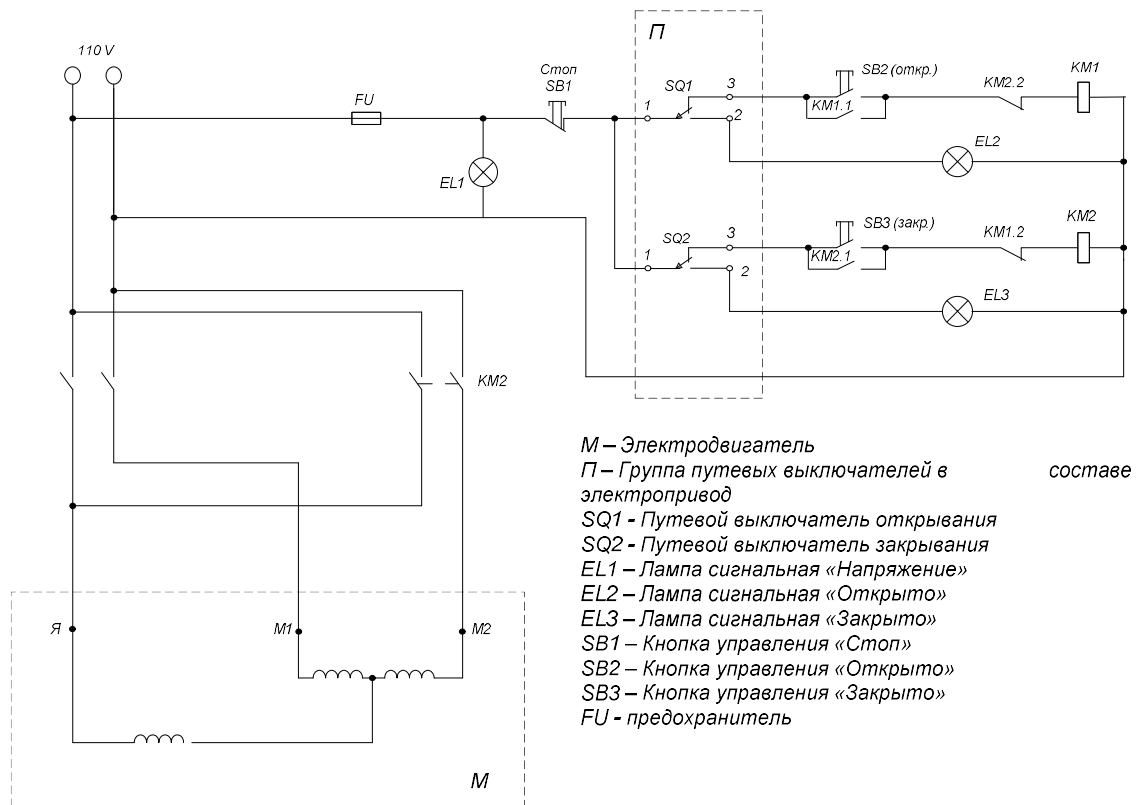 110 V
П
Стоп
SB1
FU
EL1
1
SQ1
3
2
SB2 (откр.)
KM1.1
KM2.2
KM1
EL2
1
SQ2
3
2
SB3 (закр.)
KM2.1
KM1.2
KM2
EL3
KM2
М – Электродвигатель
П – Группа путевых выключателей в составе
электропривод
SQ1 - Путевой выключатель открывания
SQ2 - Путевой выключатель закрывания
EL1 – Лампа сигнальная «Напряжение»
EL2 – Лампа сигнальная «Открыто»
EL3 – Лампа сигнальная «Закрыто»
SB1 – Кнопка управления «Стоп»
SB2 – Кнопка управления «Открыто»
SB3 – Кнопка управления «Закрыто»
FU - предохранитель
Я
М1
М2
М